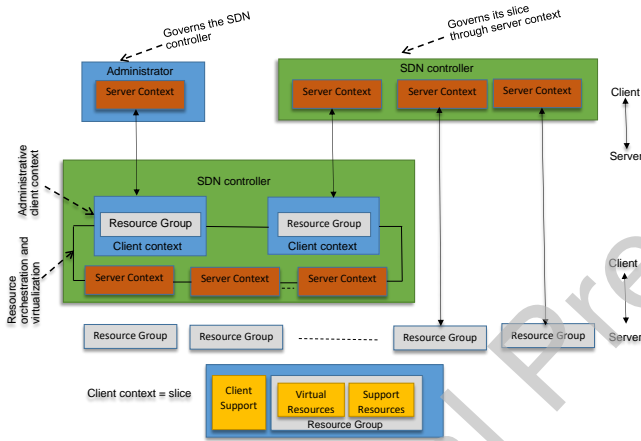 Governs the SDN
controller
Governs its slice
through server context
Administrator
Server Context
SDN controller
Server Context
Server Context
Server Context
Client
Server
Administrative
client context
SDN controller
Resource Group
Client context
Resource Group
Client context
Resource
orchestration and
virtualization
Server Context
Server Context
Server Context
Client
Server
Resource Group
Resource Group
Resource Group
Resource Group
Client context = slice
Client
Support
Virtual
Resources
Support
Resources
Resource Group
l Pre